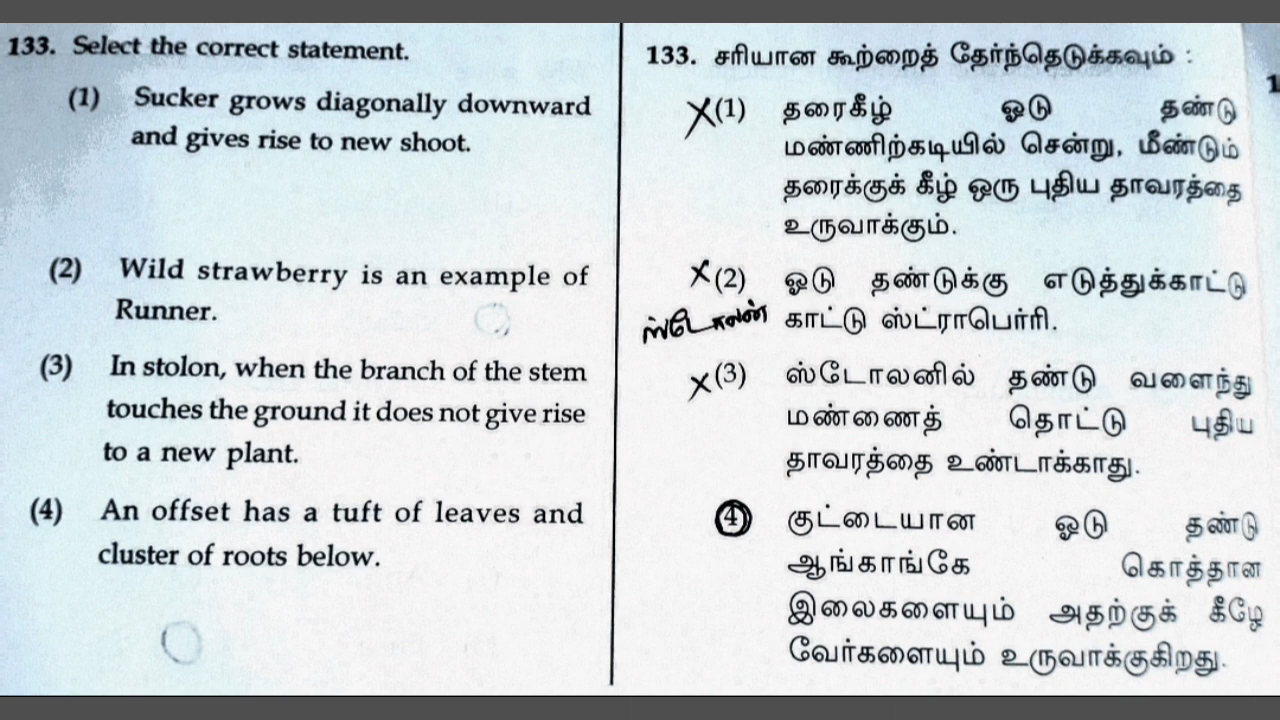 133. Select the correct statement.
(1) Sucker grows diagonally downward
and gives rise to new shoot.
(2) Wild strawberry is an example of
Runner.
(3) In stolon, when the branch of the stem
touches the ground it does not give rise
to a new plant.
(4) An offset has a tuft of leaves and
cluster of roots below.
133. சரியான கூற்றைத் தேர்ந்தெடுக்கவும் :
X(1) தரைகீழ் ஓடு தண்டு
மண்ணிற்கடியில் சென்று, மீண்டும்
தரைக்குக் கீழ் ஒரு புதிய தாவரத்தை
உருவாக்கும்.
X(2) ஓடு தண்டுக்கு எடுத்துக்காட்டு
ஸ்டோலன் காட்டு ஸ்ட்ராபெர்ரி.
X(3) ஸ்டோலனில் தண்டு வளைந்து
மண்ணைத் தொட்டு புதிய
தாவரத்தை உண்டாக்காது.
4 குட்டையான ஓடு தண்டு
ஆங்காங்கே கொத்தான
இலைகளையும் அதற்குக் கீழே
வேர்களையும் உருவாக்குகிறது.
1